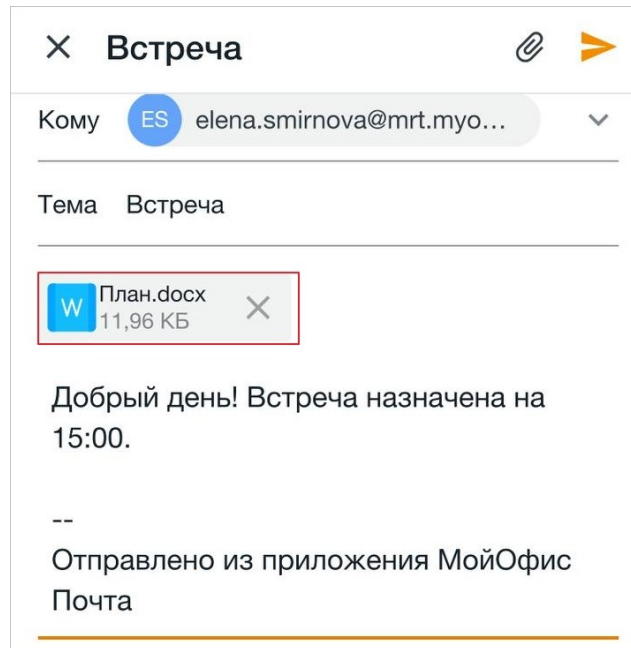 Встреча
Кому ES elena.smirnova@mrt.myo...
Тема Встреча
W План.docx
11,96 КБ
Добрый день! Встреча назначена на
15:00.
--
Отправлено из приложения МойОфис
Почта